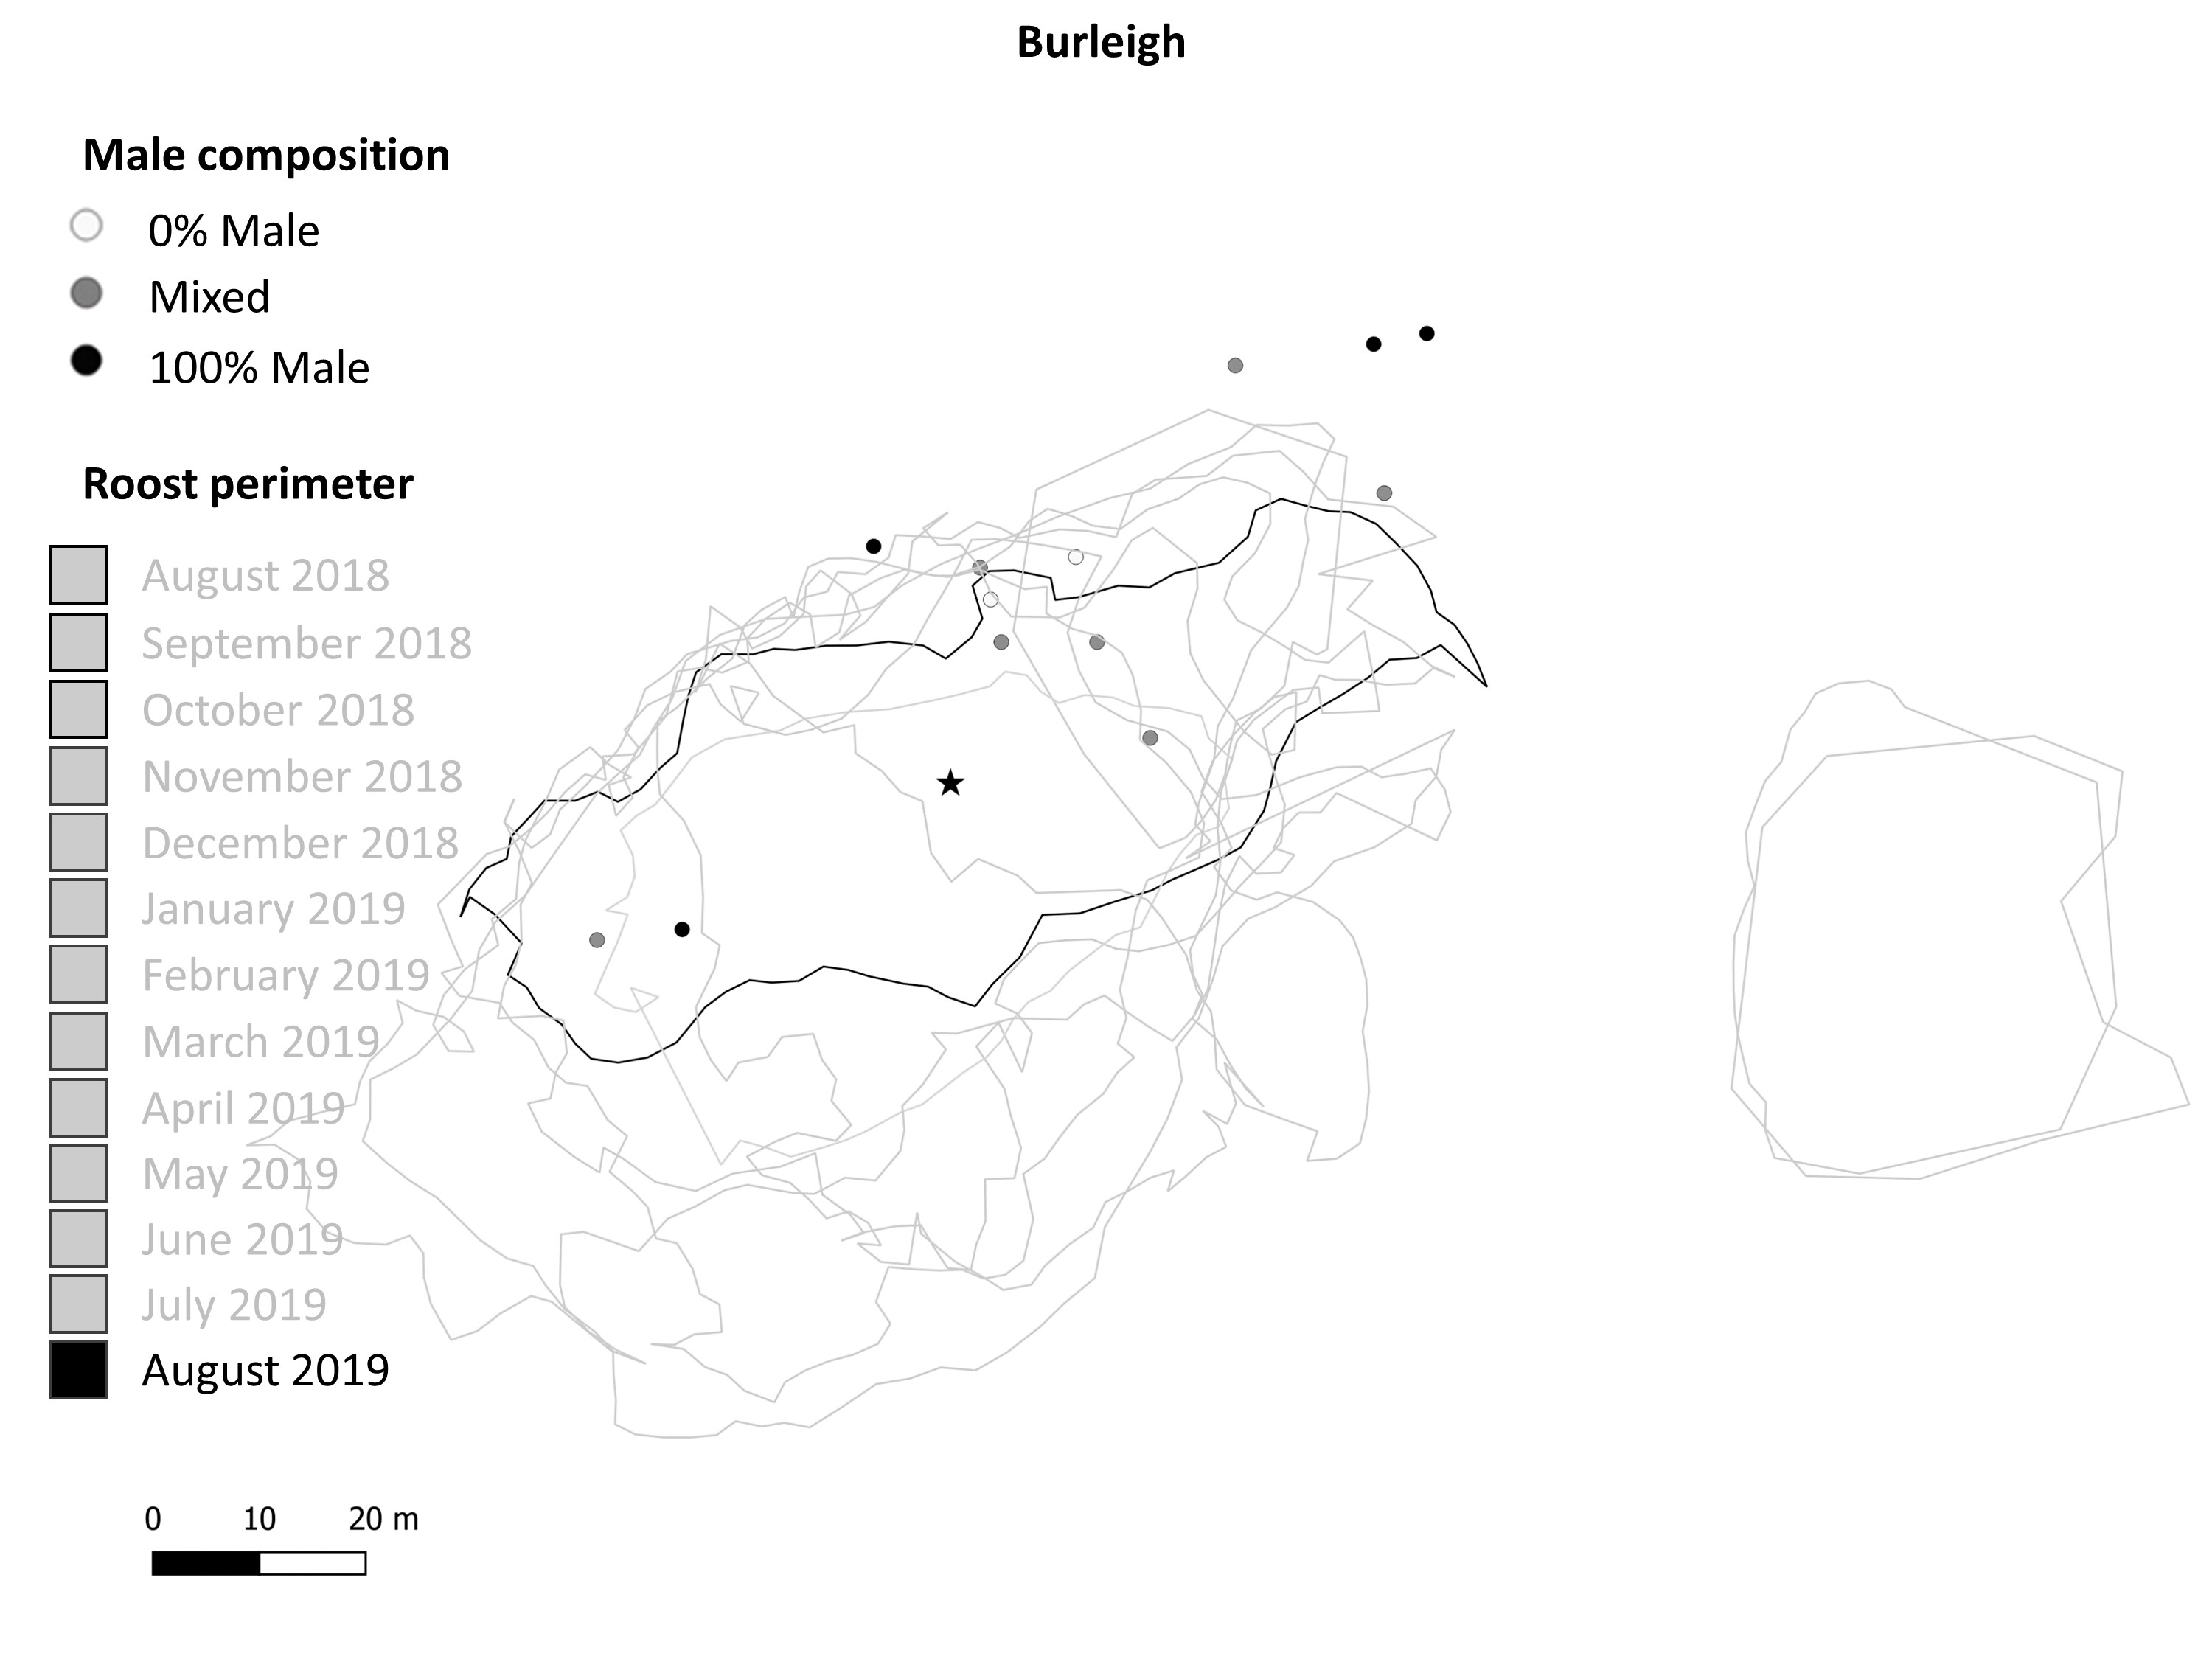 Burleigh
Male composition
0% Male
Mixed
100% Male
Roost perimeter
August 2018
September 2018
October 2018
November 2018
December 2018
January 2019
February 2019
March 2019
April 2019
May 2019
June 2019
July 2019
August 2019
0 10 20 m